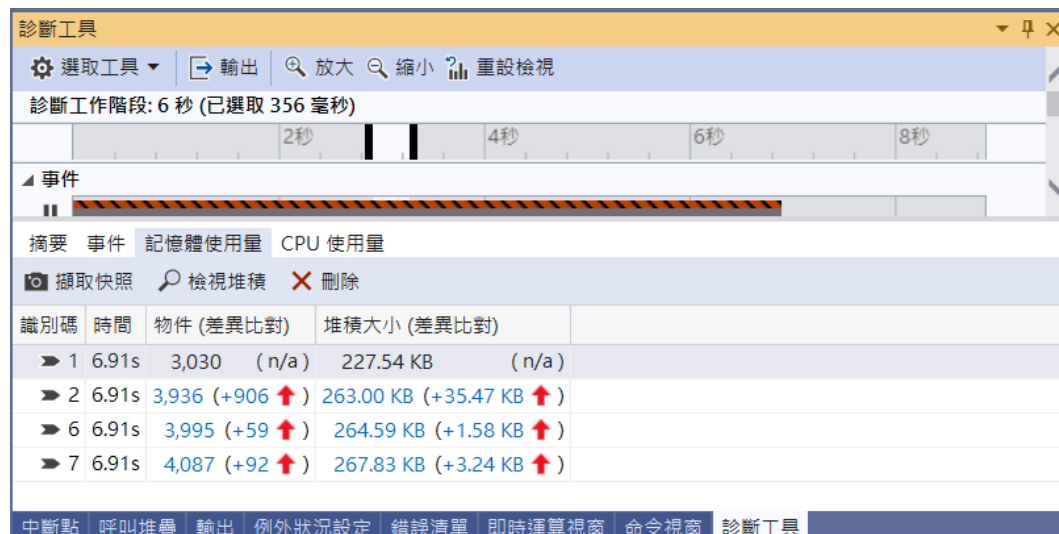 診斷工具
選取工具 輸出 放大 縮小 重設檢視
診斷工作階段: 6 秒 (已選取 356 毫秒)
2秒 4秒 6秒 8秒
事件
摘要 事件 記憶體使用量 CPU 使用量
擷取快照 檢視堆積 刪除
識別碼 時間 物件 (差異比對) 堆積大小 (差異比對)
1 6.91s 3,030 (n/a) 227.54 KB (n/a)
2 6.91s 3,936 (+906 ) 263.00 KB (+35.47 KB )
6 6.91s 3,995 (+59 ) 264.59 KB (+1.58 KB )
7 6.91s 4,087 (+92 ) 267.83 KB (+3.24 KB )
中斷點 呼叫堆疊 輸出 例外狀況設定 錯誤清單 即時運算視窗 命令視窗 診斷工具